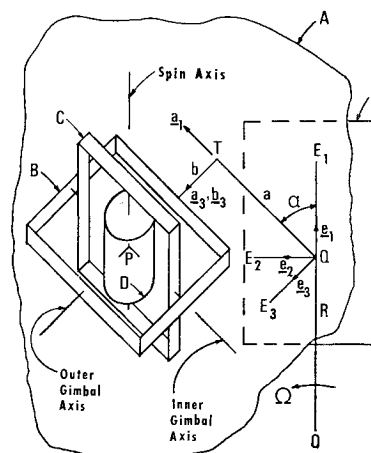 A
Spin Axis
C
a₁
T
B
b
a
E₁
a₃,b₃
α
e₁
P
E₂
e₂
Q
e₃
D
E₃
R
Outer
Gimbal
Axis
Inner
Gimbal
Axis
Ω
Q